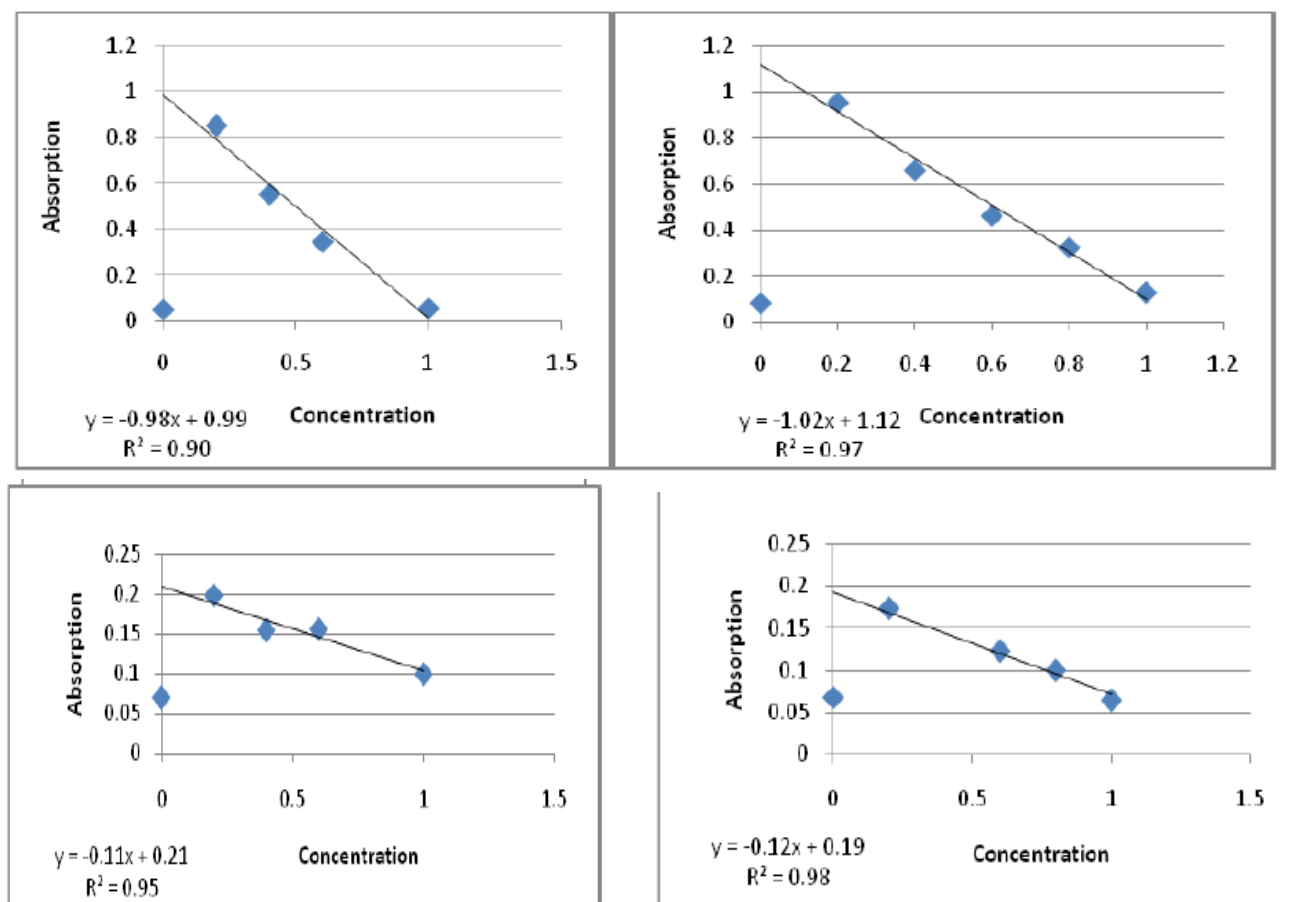 1.2
1
0.8
0.6
0.4
0.2
0
Absorption
0 0.5 1 1.5
Concentration
y = -0.98x + 0.99
R² = 0.90
1.2
1
0.8
0.6
0.4
0.2
0
Absorption
0 0.2 0.4 0.6 0.8 1 1.2
Concentration
y = -1.02x + 1.12
R² = 0.97
0.25
0.2
0.15
0.1
0.05
0
Absorption
0 0.5 1 1.5
Concentration
y = -0.11x + 0.21
R² = 0.95
0.25
0.2
0.15
0.1
0.05
0
Absorption
0 0.5 1 1.5
Concentration
y = -0.12x + 0.19
R² = 0.98